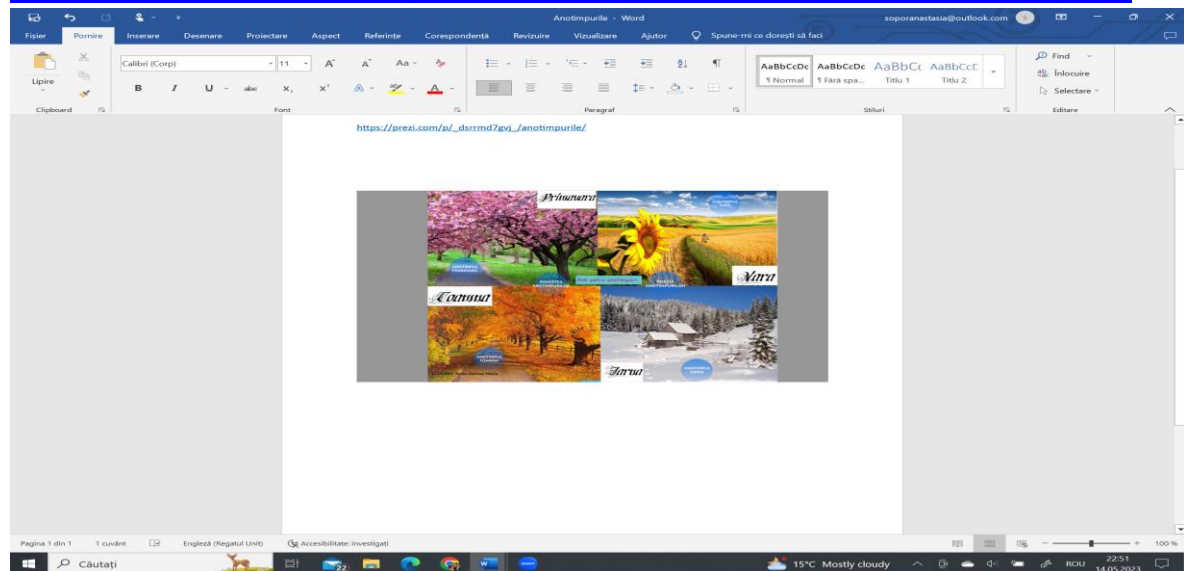 Anotimpurile - Word
soporanastasia@outlook.com
Fișier Pornire Inserare Desenare Proiectare Aspect Referințe Corespondență Revizuire Vizualizare Ajutor Spune-mi ce dorești să faci
Lipire
Calibri (Corp) 11
AaBbCcDc AaBbCcDc AaBbCc AaBbCcC
¶ Normal ¶ Fără spa... Titlu 1 Titlu 2
Find
Înlocuire
Selectare
Clipboard Font Paragraf Stiluri Editare
https://prezi.com/p/_dsrrmd7gvj_/anotimpurile/
Primavara
Vara
Toamna
Iarna
Pagina 1 din 1 1 cuvânt Engleză (Regatul Unit) Accesibilitate: investigați 100 %
Căutați
22
15°C Mostly cloudy
ROU
22:51
14.05.2023